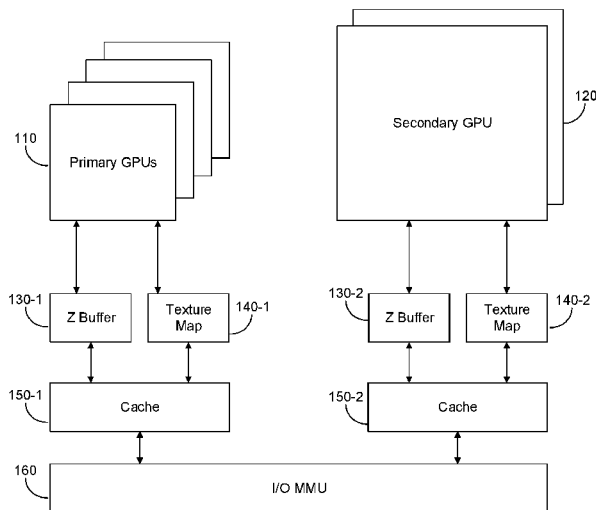 110
Primary GPUs
Secondary GPU
120
130-1
Z Buffer
Texture
Map
140-1
130-2
Z Buffer
Texture
Map
140-2
150-1
Cache
150-2
Cache
160
I/O MMU